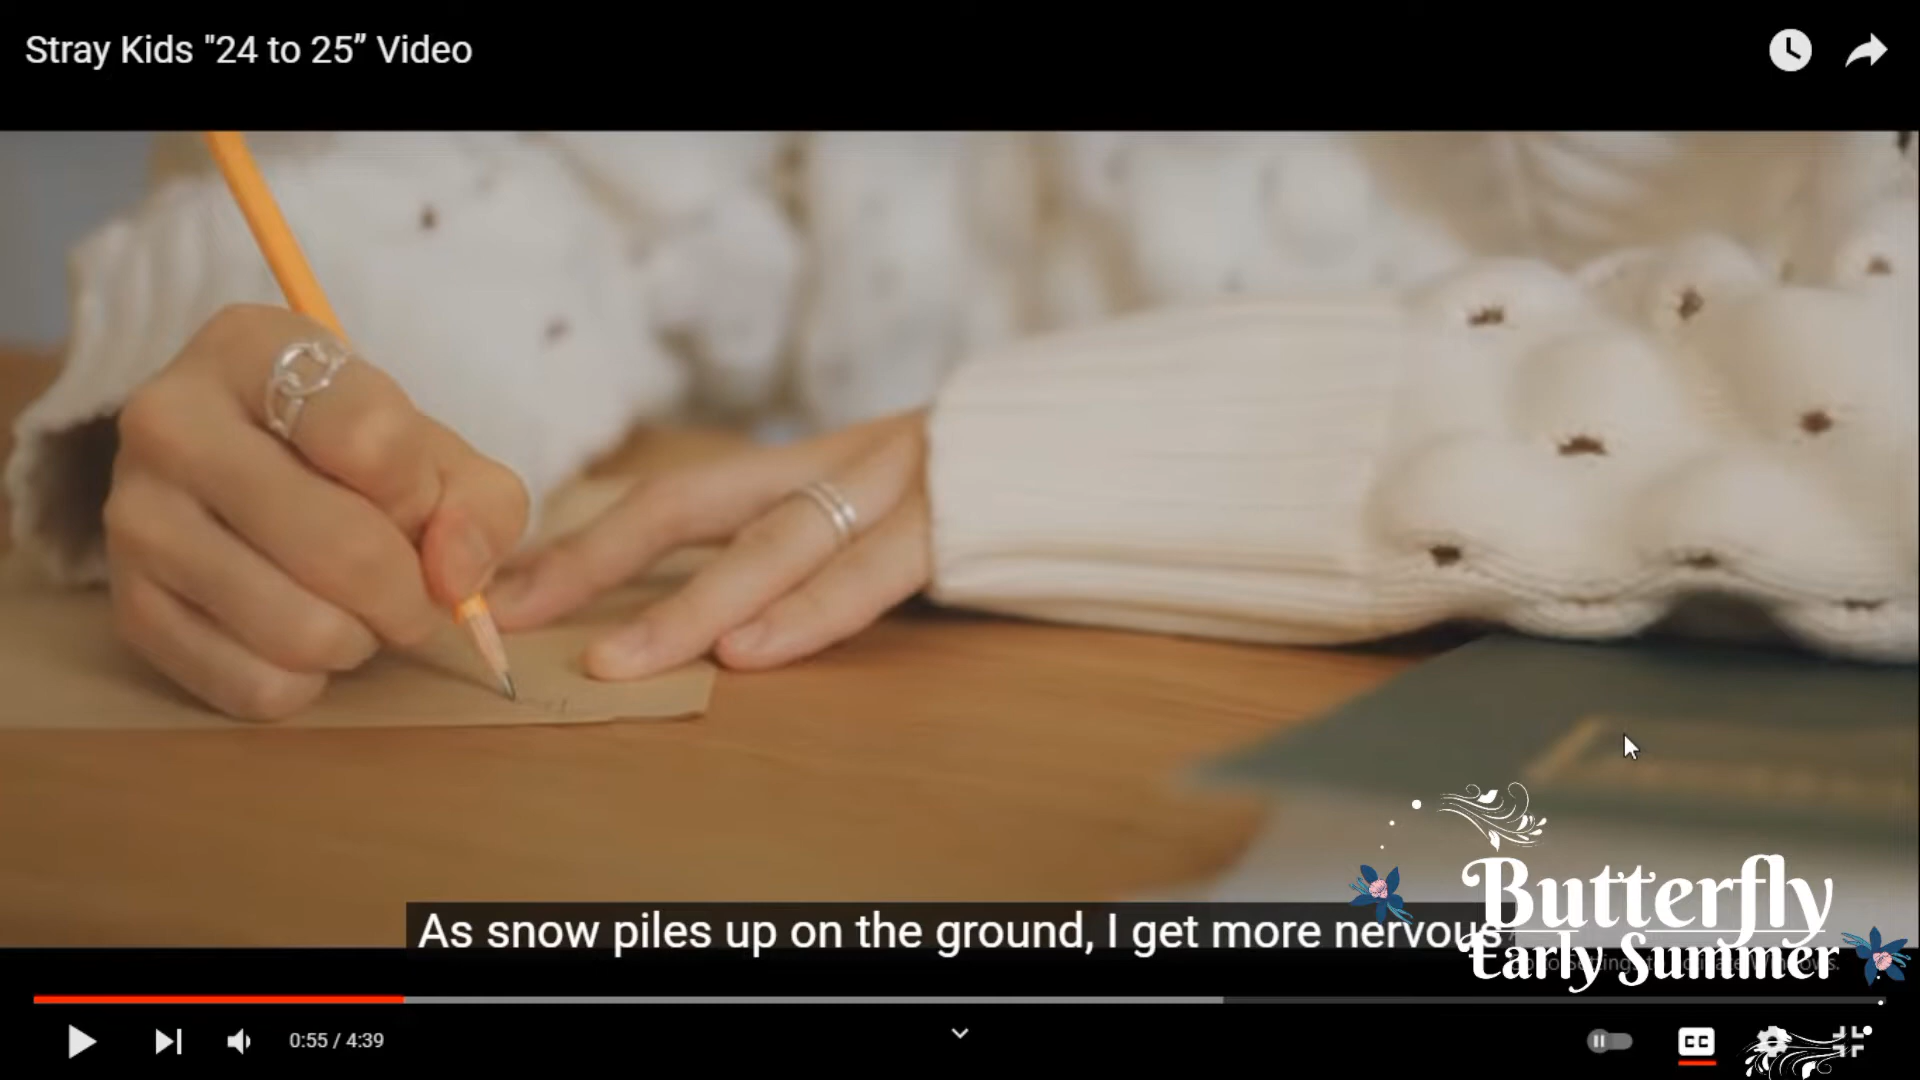 Stray Kids "24 to 25” Video
As snow piles up on the ground, I get more nervous
Butterfly
Early Summer
0:55 / 4:39
CC